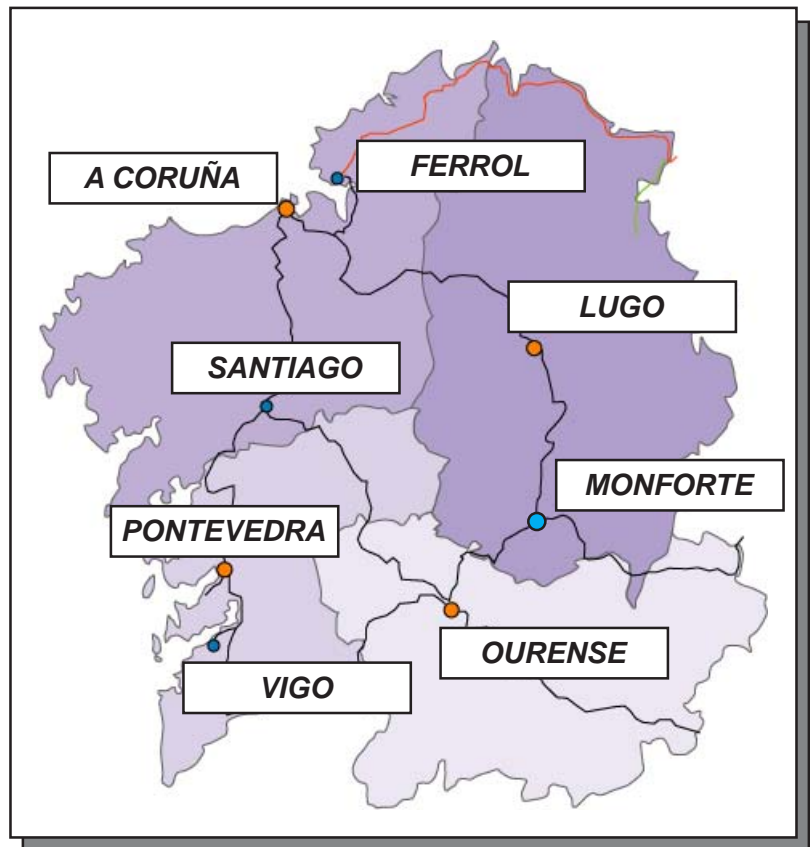 A CORUÑA
FERROL
LUGO
SANTIAGO
MONFORTE
PONTEVEDRA
OURENSE
VIGO